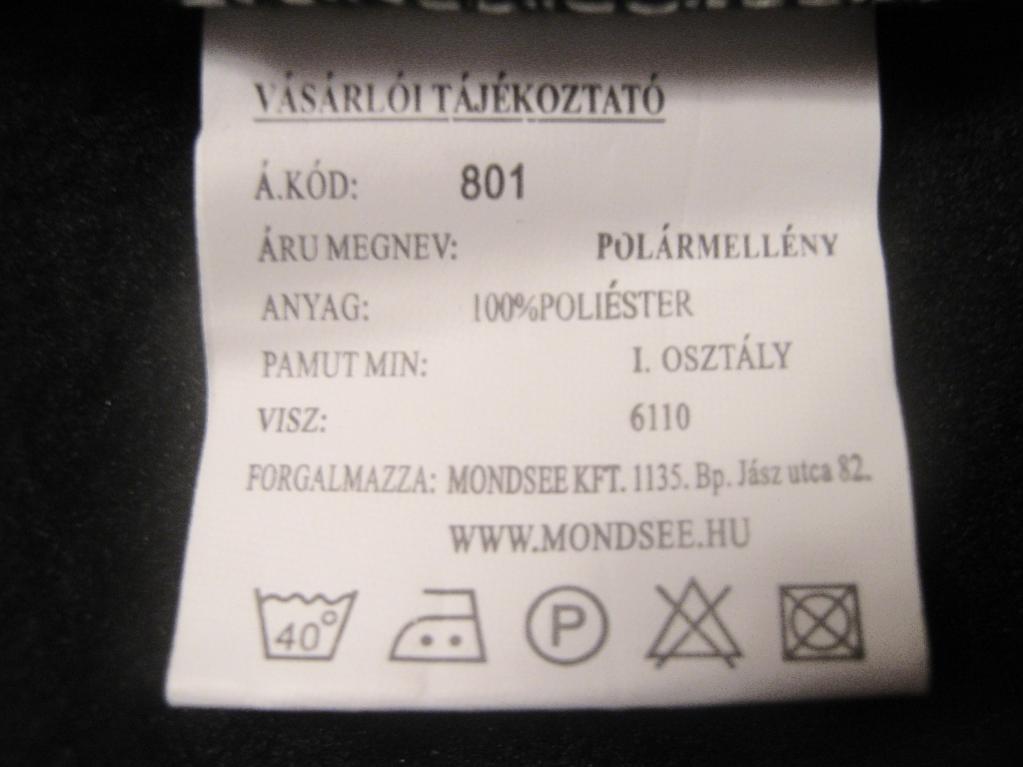 VÁSÁRLÓI TÁJÉKOZTATÓ
Á.KÓD: 801
ÁRU MEGNEV: POLÁRMELLÉNY
ANYAG: 100%POLIÉSTER
PAMUT MIN: I. OSZTÁLY
VISZ: 6110
FORGALMAZZA: MONDSEE KFT. 1135. Bp. Jász utca 82.
WWW.MONDSEE.HU
40° P